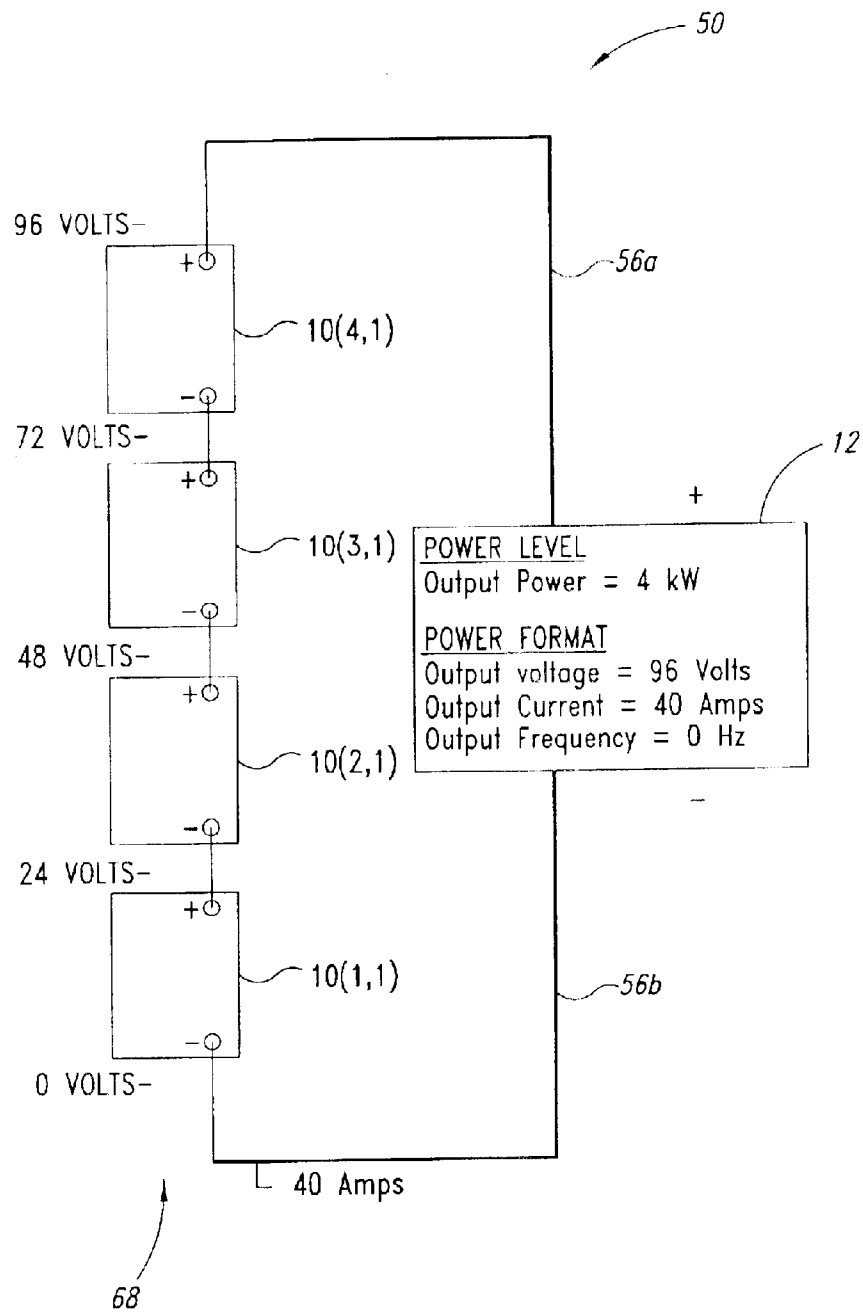 50
96 VOLTS-
+
56a
10(4,1)
-
72 VOLTS-
12
+
+
10(3,1)
POWER LEVEL
Output Power = 4 kW
-
POWER FORMAT
48 VOLTS-
Output voltage = 96 Volts
+
Output Current = 40 Amps
Output Frequency = 0 Hz
10(2,1)
-
-
24 VOLTS-
+
10(1,1)
56b
-
0 VOLTS-
40 Amps
68